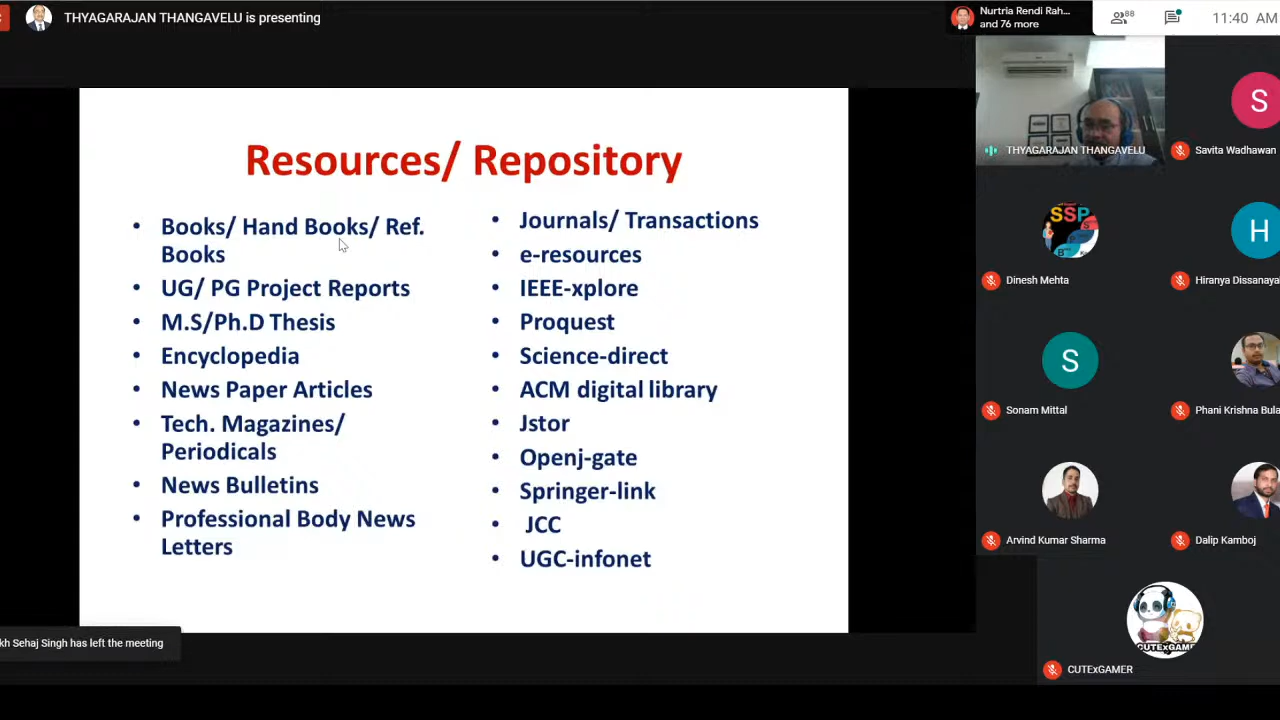 THYAGARAJAN THANGAVELU is presenting
Nurtria Rendi Rah...
and 76 more
88
11:40 AM
Resources/ Repository
• Books/ Hand Books/ Ref.
Books
• UG/ PG Project Reports
• M.S/Ph.D Thesis
• Encyclopedia
• News Paper Articles
• Tech. Magazines/
Periodicals
• News Bulletins
• Professional Body News
Letters
• Journals/ Transactions
• e-resources
• IEEE-xplore
• Proquest
• Science-direct
• ACM digital library
• Jstor
• Openj-gate
• Springer-link
• JCC
• UGC-infonet
THYAGARAJAN THANGAVELU
S
Savita Wadhawan
SSP
Dinesh Mehta
H
Hiranya Dissanaya
S
Sonam Mittal
Phani Krishna Bula
Arvind Kumar Sharma
Dalip Kamboj
CUTExGAMER
CUTExGAMER
kh Sehaj Singh has left the meeting